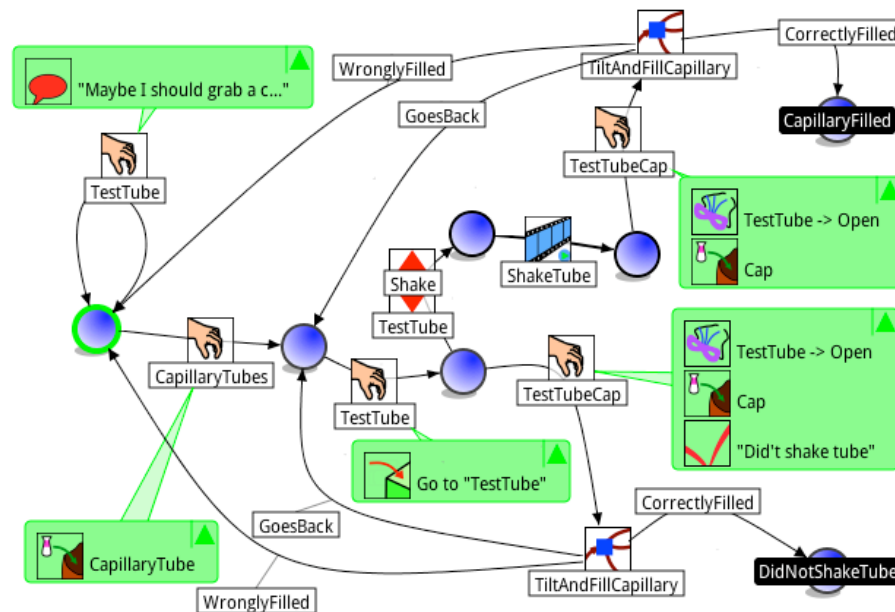 CorrectlyFilled
WronglyFilled
TiltAndFillCapillary
"Maybe I should grab a c..."
GoesBack
CapillaryFilled
TestTubeCap
TestTube
TestTube -> Open
Cap
Shake
ShakeTube
TestTube
TestTube -> Open
CapillaryTubes
TestTubeCap
Cap
TestTube
"Did't shake tube"
Go to "TestTube"
CorrectlyFilled
GoesBack
CapillaryTube
DidNotShakeTube
TiltAndFillCapillary
WronglyFilled